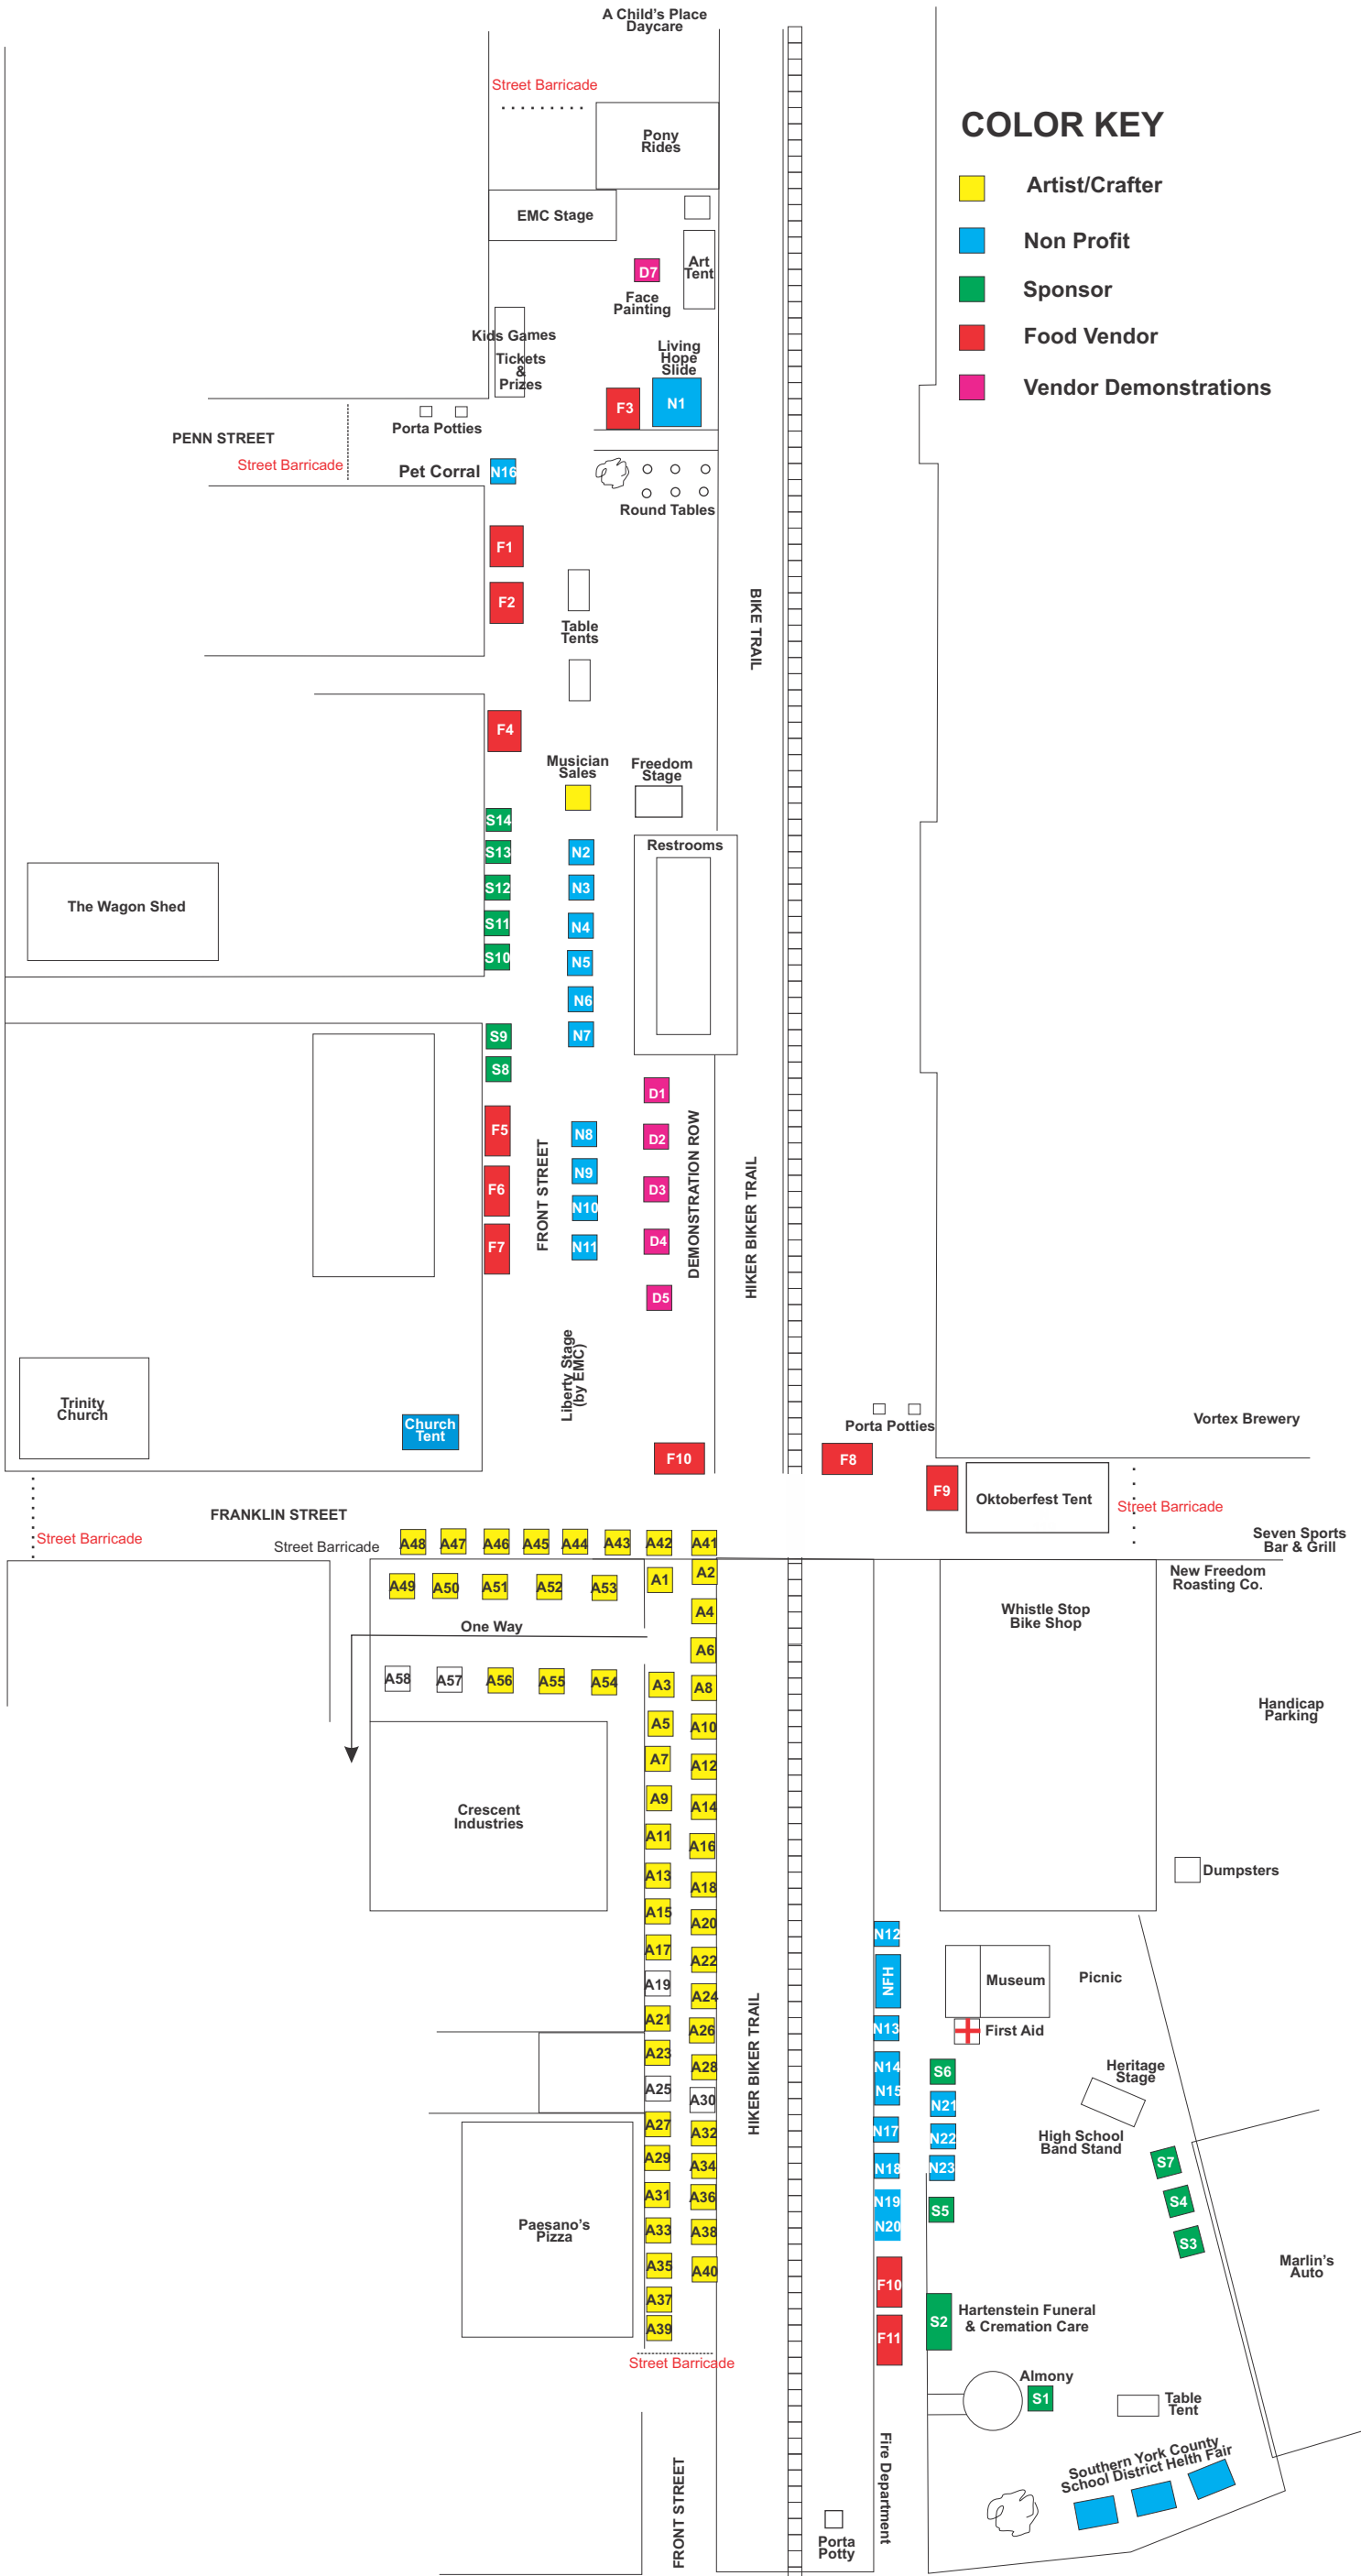 A Child's Place
Daycare
Street Barricade
COLOR KEY
Pony
Rides
Artist/Crafter
EMC Stage
Non Profit
Art
Tent
D7
Sponsor
Face
Painting
Kids Games
Food Vendor
Living
Hope
Slide
Tickets
&
Prizes
Vendor Demonstrations
F3
N1
Porta Potties
PENN STREET
Street Barricade
Pet Corral
N16
Round Tables
F1
F2
BIKE TRAIL
Table
Tents
F4
Musician
Sales
Freedom
Stage
S14
Restrooms
S13
N2
S12
N3
The Wagon Shed
S11
N4
S10
N5
N6
S9
N7
S8
D1
F5
N8
D2
FRONT STREET
DEMONSTRATION ROW
HIKER BIKER TRAIL
N9
F6
D3
N10
F7
N11
D4
D5
Liberty Stage
(by EMC)
Trinity
Church
Church
Tent
Porta Potties
Vortex Brewery
F10
F8
F9
Oktoberfest Tent
Street Barricade
FRANKLIN STREET
Street Barricade
Street Barricade
A48
A47
A46
A45
A44
A43
A42
A41
Seven Sports
Bar & Grill
New Freedom
Roasting Co.
A49
A50
A51
A52
A53
A1
A2
Whistle Stop
Bike Shop
A4
One Way
A6
A58
A57
A56
A55
A54
A3
A8
Handicap
Parking
A5
A10
A7
A12
A9
A14
Crescent
Industries
A11
A16
A13
A18
Dumpsters
A15
A20
N12
A17
A22
NFH
Museum
Picnic
A19
A24
A21
A26
N13
First Aid
HIKER BIKER TRAIL
A23
A28
N14
S6
Heritage
Stage
A25
A30
N15
N21
A27
A32
N17
N22
High School
Band Stand
A29
A34
N18
N23
S7
A31
A36
N19
S5
S4
Paesano's
Pizza
A33
A38
N20
S3
A35
A40
F10
Marlin's
Auto
A37
S2
Hartenstein Funeral
& Cremation Care
A39
F11
Street Barricade
Almony
S1
Table
Tent
FRONT STREET
Fire Department
Southern York County
School District Helth Fair
Porta
Potty